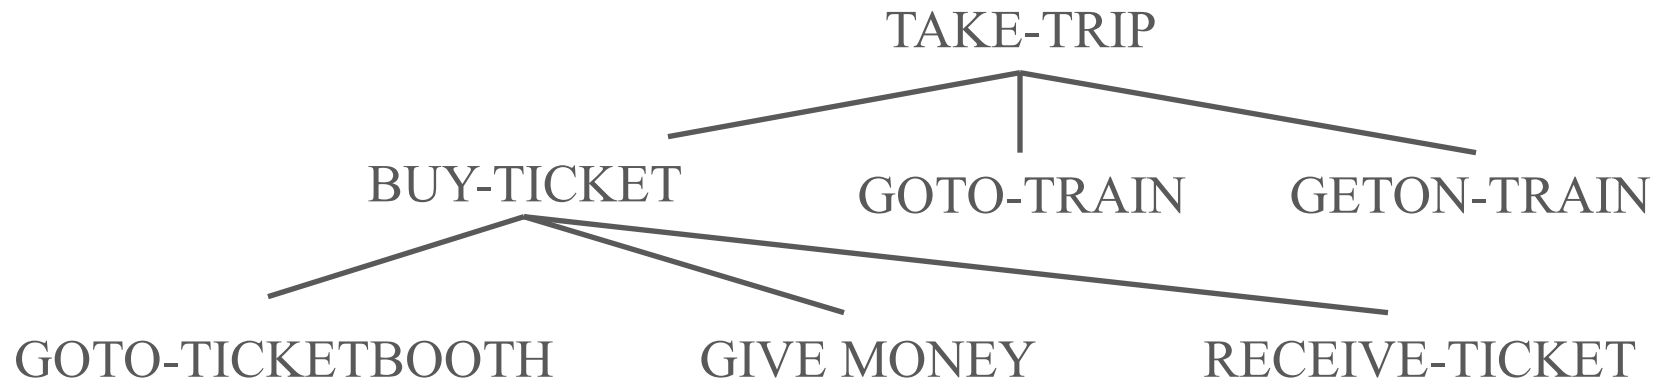 TAKE-TRIP
BUY-TICKET GOTO-TRAIN GETON-TRAIN
GOTO-TICKETBOOTH GIVE MONEY RECEIVE-TICKET